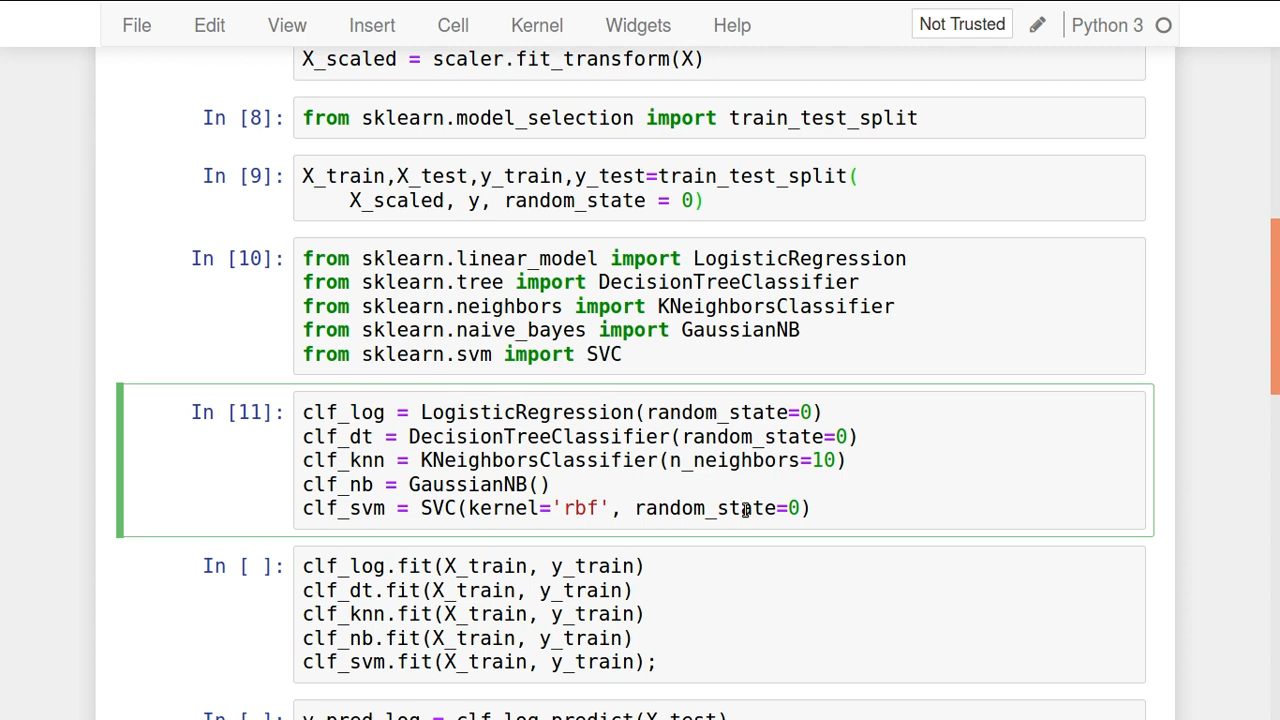 File Edit View Insert Cell Kernel Widgets Help Not Trusted Python 3
X_scaled = scaler.fit_transform(X)
In [8]: from sklearn.model_selection import train_test_split
In [9]: X_train,X_test,y_train,y_test=train_test_split(
X_scaled, y, random_state = 0)
In [10]: from sklearn.linear_model import LogisticRegression
from sklearn.tree import DecisionTreeClassifier
from sklearn.neighbors import KNeighborsClassifier
from sklearn.naive_bayes import GaussianNB
from sklearn.svm import SVC
In [11]: clf_log = LogisticRegression(random_state=0)
clf_dt = DecisionTreeClassifier(random_state=0)
clf_knn = KNeighborsClassifier(n_neighbors=10)
clf_nb = GaussianNB()
clf_svm = SVC(kernel='rbf', random_state=0)
In [ ]: clf_log.fit(X_train, y_train)
clf_dt.fit(X_train, y_train)
clf_knn.fit(X_train, y_train)
clf_nb.fit(X_train, y_train)
clf_svm.fit(X_train, y_train);
In [ ]: y_pred_log = clf_log.predict(X_test)